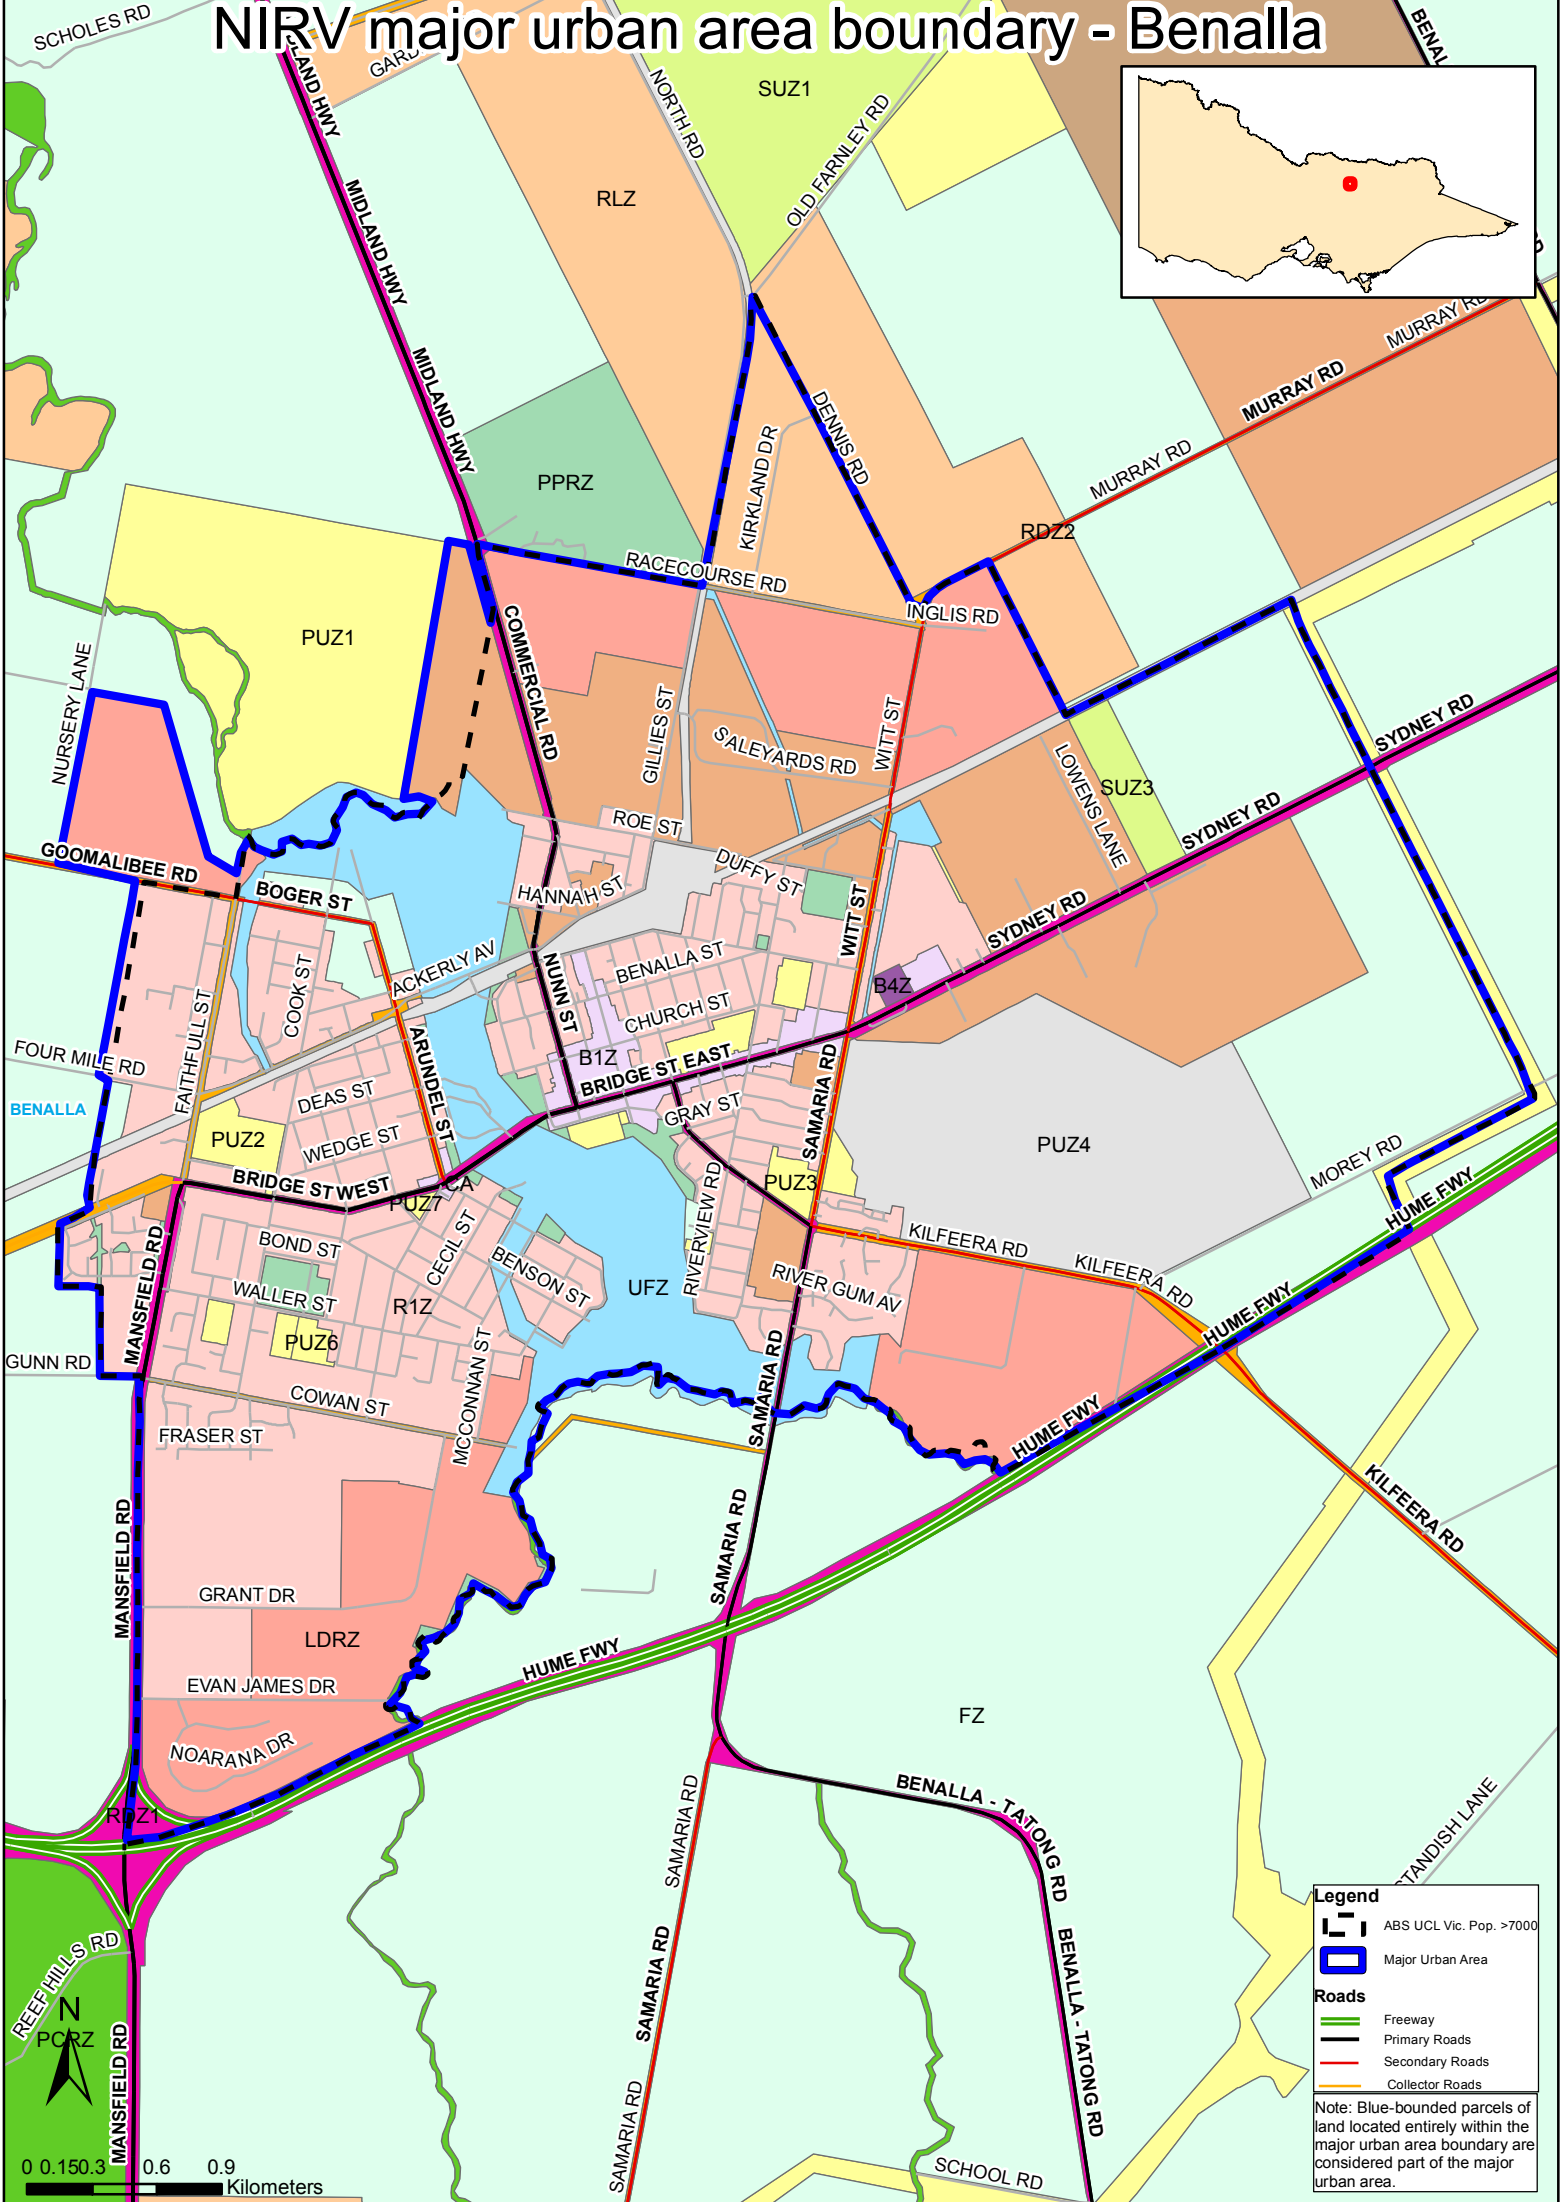 NIRV major urban area boundary - Benalla
SCHOLES RD
LAND HWY
GARD
NORTH RD
SUZ1
OLD FARNLEY RD
BENAL
MIDLAND HWY
RLZ
MURRAY RD
MIDLAND HWY
MURRAY RD
DENNIS RD
KIRKLAND DR
PPRZ
MURRAY RD
RDZ2
RACECOURSE RD
INGLIS RD
PUZ1
COMMERCIAL RD
NURSERY LANE
GILLIES ST
SALEYARDS RD
WITT ST
LOWENS LANE
SUZ3
SYDNEY RD
SYDNEY RD
ROE ST
DUFFY ST
GOOMALIBEE RD
BOGER ST
HANNAH ST
WITT ST
SYDNEY RD
ACKERLY AV
COOK ST
NUNN ST
BENALLA ST
B4Z
CHURCH ST
FAITHFULL ST
FOUR MILE RD
B1Z
BRIDGE ST EAST
ARUNDEL ST
DEAS ST
BENALLA
GRAY ST
SAMARIA RD
PUZ2
WEDGE ST
PUZ4
MOREY RD
BRIDGE ST WEST
CA
PUZ7
PUZ3
HUME FWY
RIVERVIEW RD
MANSFIELD RD
BOND ST
CECIL ST
BENSON ST
KILFEERA RD
KILFEERA RD
WALLER ST
R1Z
UFZ
RIVER GUM AV
PUZ6
HUME FWY
GUNN RD
MCCONNAN ST
SAMARIA RD
COWAN ST
FRASER ST
HUME FWY
KILFEERA RD
MANSFIELD RD
SAMARIA RD
GRANT DR
LDRZ
HUME FWY
EVAN JAMES DR
FZ
NOARANA DR
RDZ1
SAMARIA RD
BENALLA - TATONG RD
STANDISH LANE
REEF HILLS RD
SAMARIA RD
BENALLA - TATONG RD
N
PCRZ
MANSFIELD RD
SAMARIA RD
SCHOOL RD
0 0.15 0.3 0.6 0.9
Kilometers
Legend
ABS UCL Vic. Pop. >7000
Major Urban Area
Roads
Freeway
Primary Roads
Secondary Roads
Collector Roads
Note: Blue-bounded parcels of
land located entirely within the
major urban area boundary are
considered part of the major
urban area.